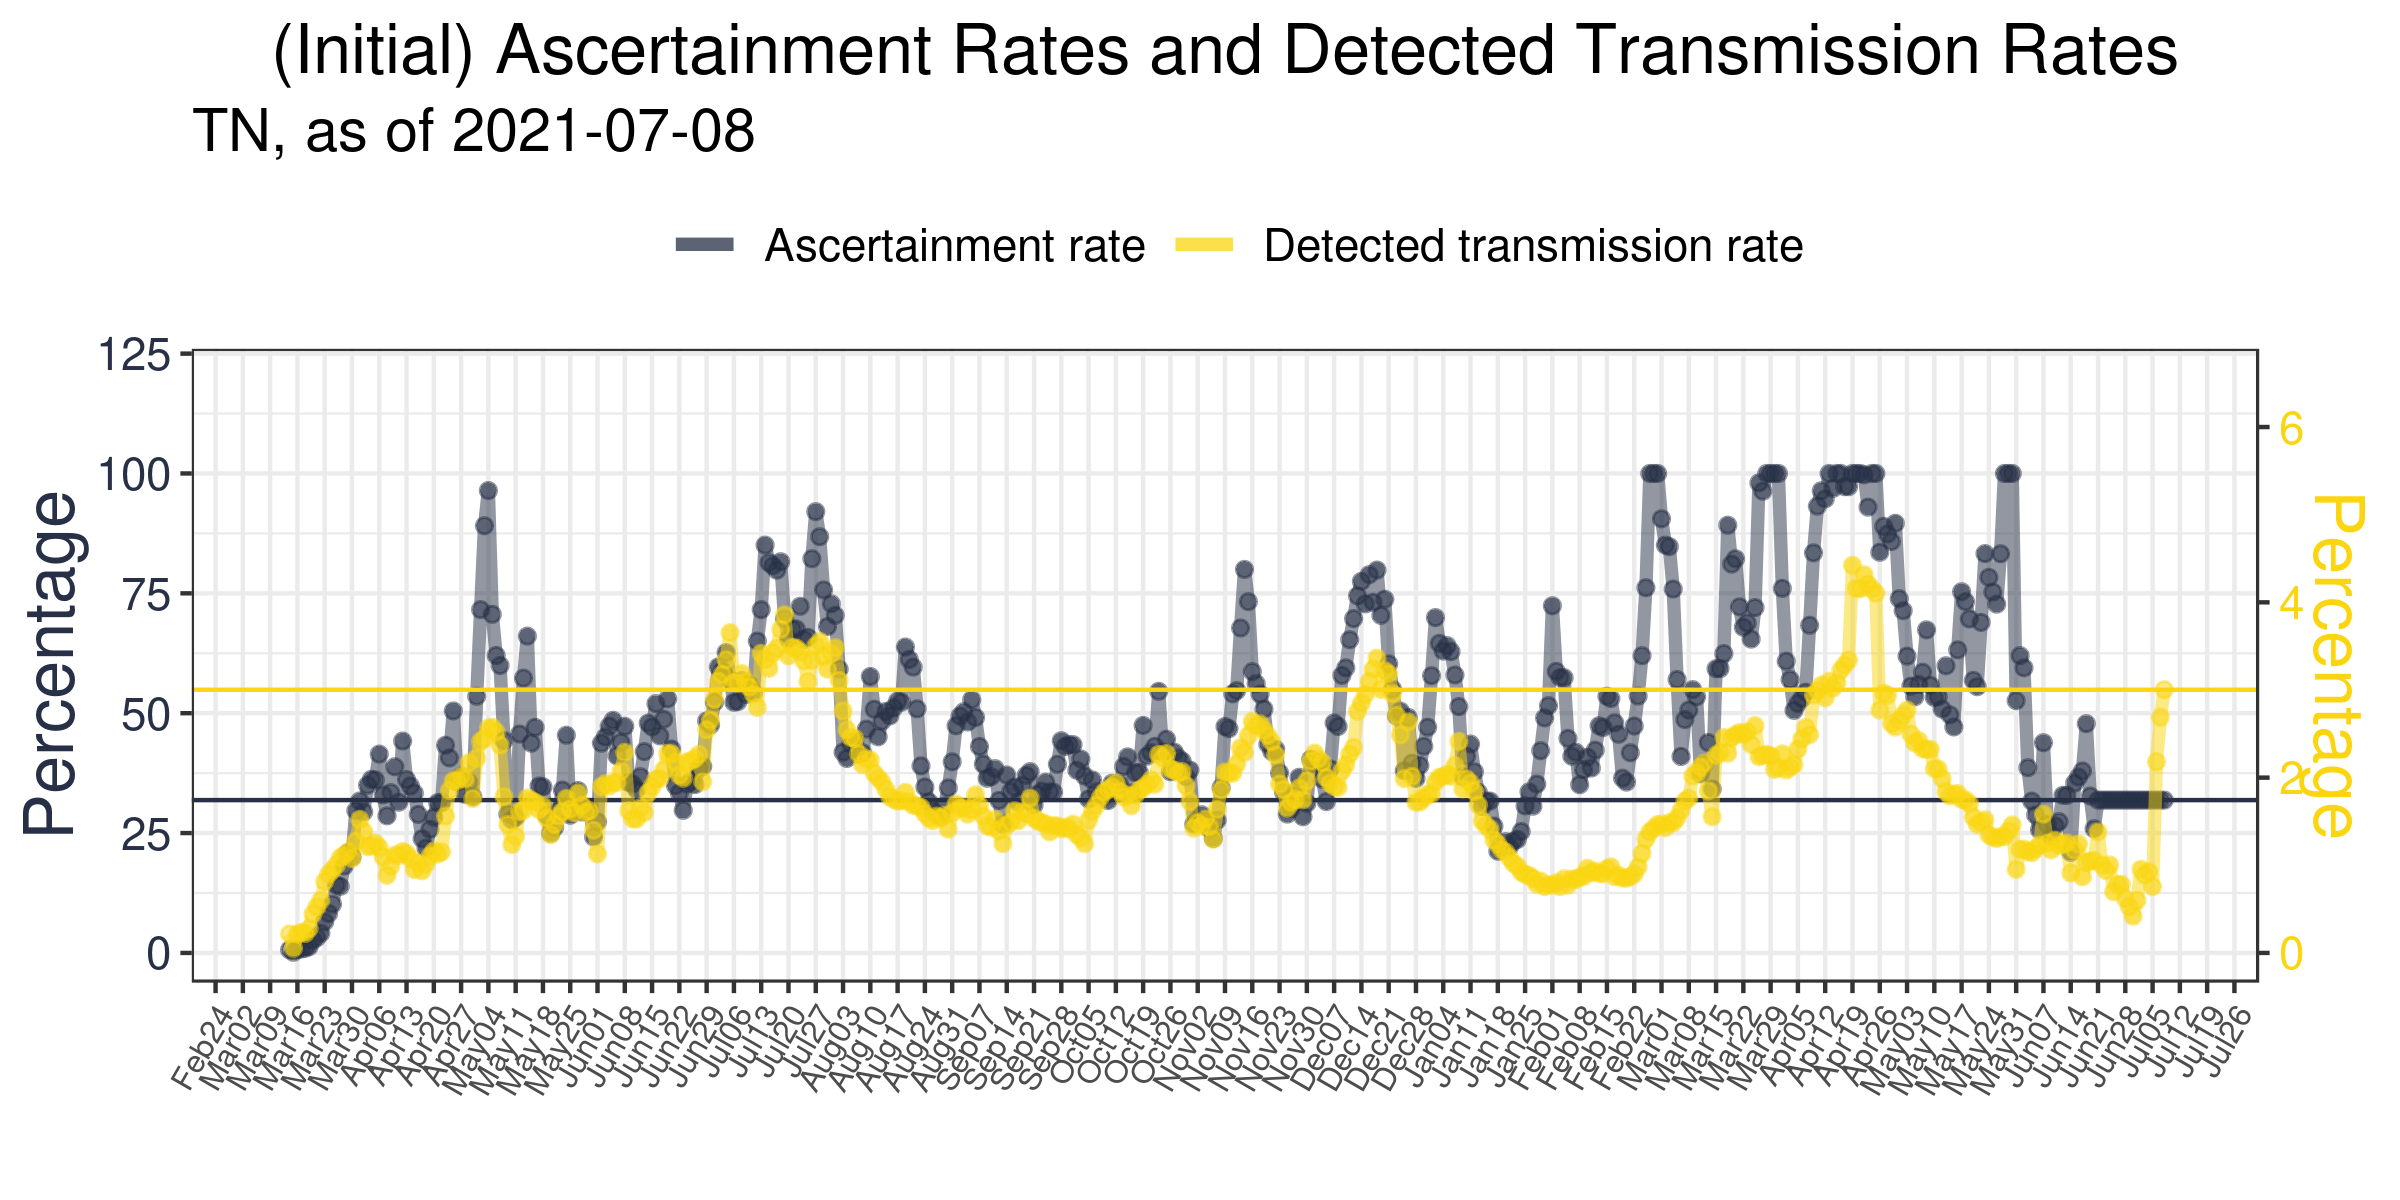 (Initial) Ascertainment Rates and Detected Transmission Rates
TN, as of 2021-07-08
Ascertainment rate
Detected transmission rate
125
100
75
50
25
0
Percentage
6
4
2
0
Percentage
Feb24
Mar02
Mar09
Mar16
Mar23
Mar30
Apr06
Apr13
Apr20
Apr27
May04
May11
May18
May25
Jun01
Jun08
Jun15
Jun22
Jun29
Jul06
Jul13
Jul20
Jul27
Aug03
Aug10
Aug17
Aug24
Aug31
Sep07
Sep14
Sep21
Sep28
Oct05
Oct12
Oct19
Oct26
Nov02
Nov09
Nov16
Nov23
Nov30
Dec07
Dec14
Dec21
Dec28
Jan04
Jan11
Jan18
Jan25
Feb01
Feb08
Feb15
Feb22
Mar01
Mar08
Mar15
Mar22
Mar29
Apr05
Apr12
Apr19
Apr26
May03
May10
May17
May24
May31
Jun07
Jun14
Jun21
Jun28
Jul05
Jul12
Jul19
Jul26